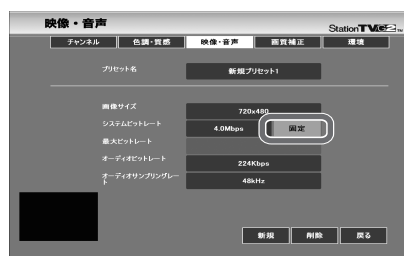 映像・音声
StationTV G2 TM
チャンネル 色調・質感 映像・音声 画質補正 環境
プリセット名 新規プリセット1
画像サイズ 720x480
システムビットレート 4.0Mbps 固定
最大ビットレート
オーディオビットレート 224Kbps
オーディオサンプリングレー
ト 48kHz
新規 削除 戻る